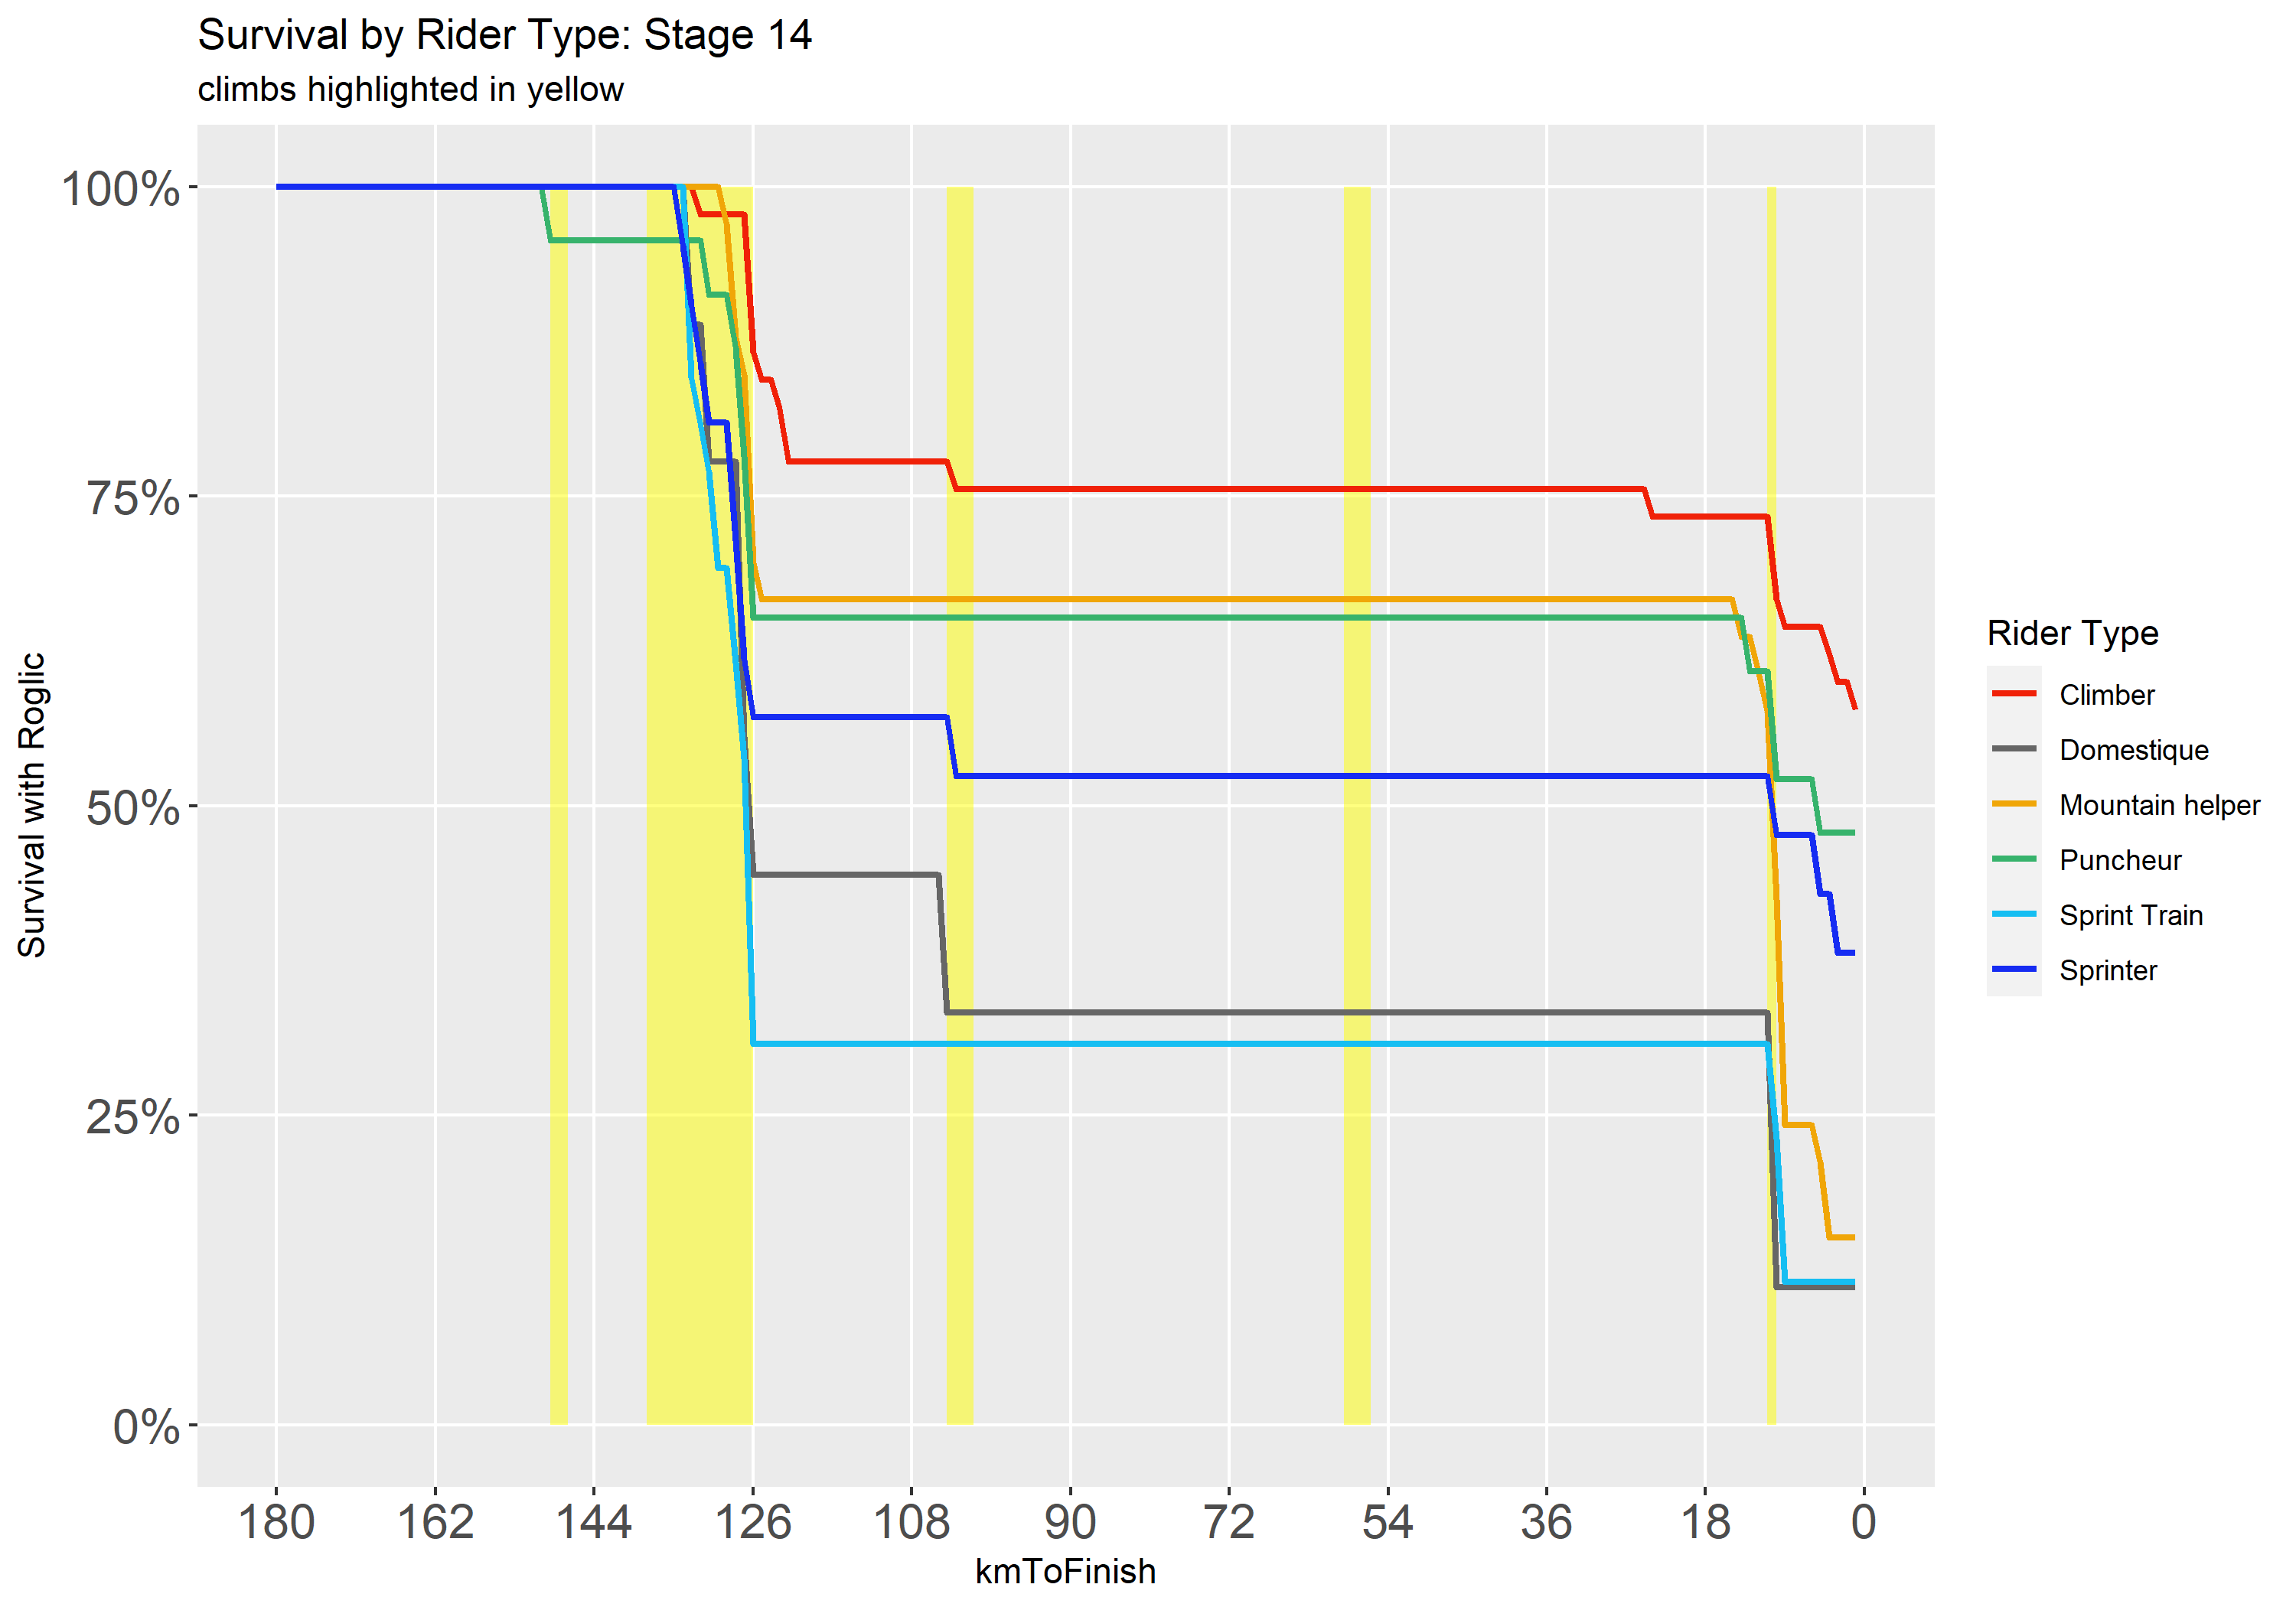 Survival by Rider Type: Stage 14
climbs highlighted in yellow
Survival with Roglic
100%
75%
50%
25%
0%
180 162 144 126 108 90 72 54 36 18 0
kmToFinish
Rider Type
Climber
Domestique
Mountain helper
Puncheur
Sprint Train
Sprinter